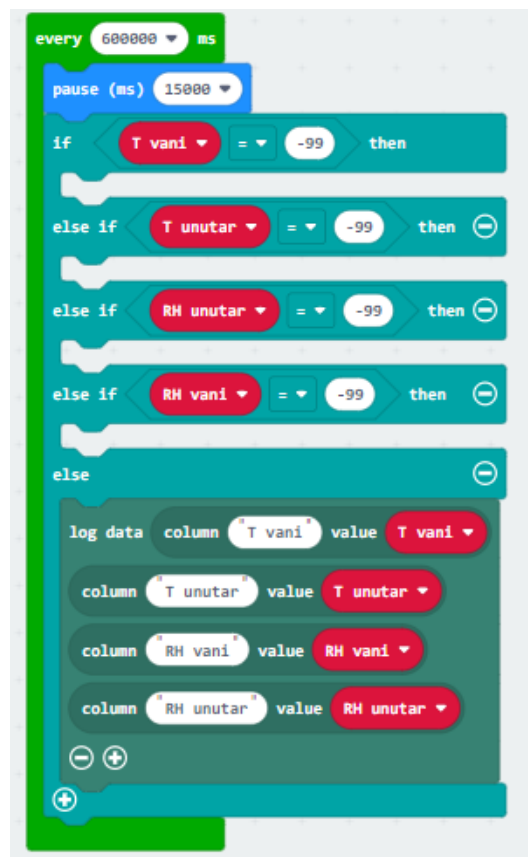 every 600000 ms
pause (ms) 15000
if T vani = -99 then
else if T unutar = -99 then
else if RH unutar = -99 then
else if RH vani = -99 then
else
log data column "T vani" value T vani
column "T unutar" value T unutar
column "RH vani" value RH vani
column "RH unutar" value RH unutar